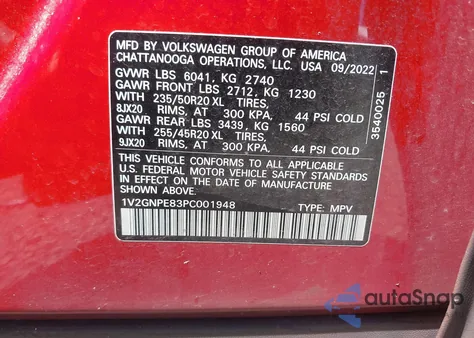 MFD BY VOLKSWAGEN GROUP OF AMERICA
CHATTANOOGA OPERATIONS, LLC. USA 09/2022
GVWR LBS 6041, KG 2740
GAWR FRONT LBS 2712, KG 1230
WITH 235/50R20 XL TIRES,
8JX20 RIMS, AT 300 KPA, 44 PSI COLD
GAWR REAR LBS 3439, KG 1560
WITH 255/45R20 XL TIRES,
9JX20 RIMS, AT 300 KPA, 44 PSI COLD
THIS VEHICLE CONFORMS TO ALL APPLICABLE
U.S. FEDERAL MOTOR VEHICLE SAFETY STANDARDS
IN EFFECT ON THE DATE OF MANUFACTURE
SHOWN ABOVE.
1V2GNPE83PC001948 TYPE: MPV
3540025 1
autoSnap